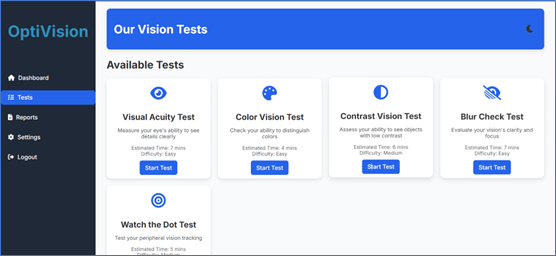 OptiVision
Dashboard
Tests
Reports
Settings
Logout
Our Vision Tests
Available Tests
Visual Acuity Test
Measure your eye's ability to see
details clearly
Estimated Time: 7 mins
Difficulty: Easy
Start Test
Color Vision Test
Check your ability to distinguish
colors
Estimated Time: 4 mins
Difficulty: Easy
Start Test
Contrast Vision Test
Assess your ability to see objects
with low contrast
Estimated Time: 6 mins
Difficulty: Medium
Start Test
Blur Check Test
Evaluate your vision's clarity and
focus
Estimated Time: 7 mins
Difficulty: Easy
Start Test
Watch the Dot Test
Test your peripheral vision tracking
Estimated Time: 5 mins
Difficulty: Medium